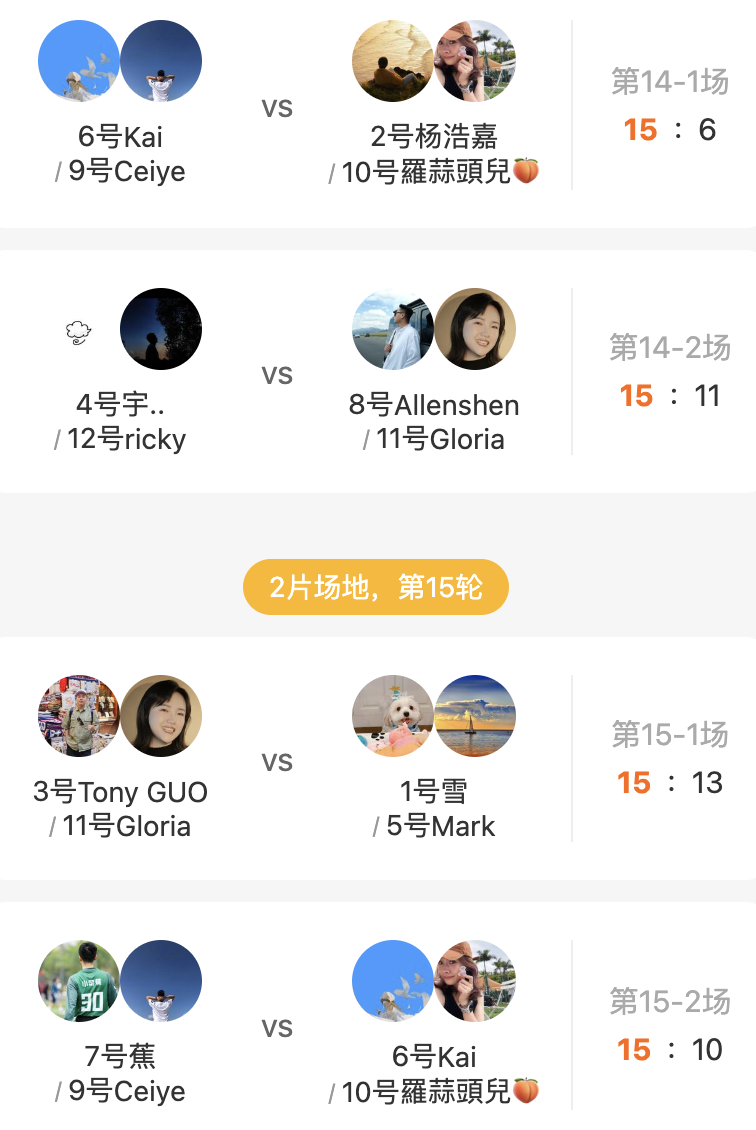 6号Kai
/ 9号Ceiye
VS
2号杨浩嘉
/ 10号羅蒜頭兒🍑
第14-1场
15 : 6
4号宇..
/ 12号ricky
VS
8号Allenshen
/ 11号Gloria
第14-2场
15 : 11
2片场地，第15轮
3号Tony GUO
/ 11号Gloria
VS
1号雪
/ 5号Mark
第15-1场
15 : 13
30
7号蕉
/ 9号Ceiye
VS
6号Kai
/ 10号羅蒜頭兒🍑
第15-2场
15 : 10